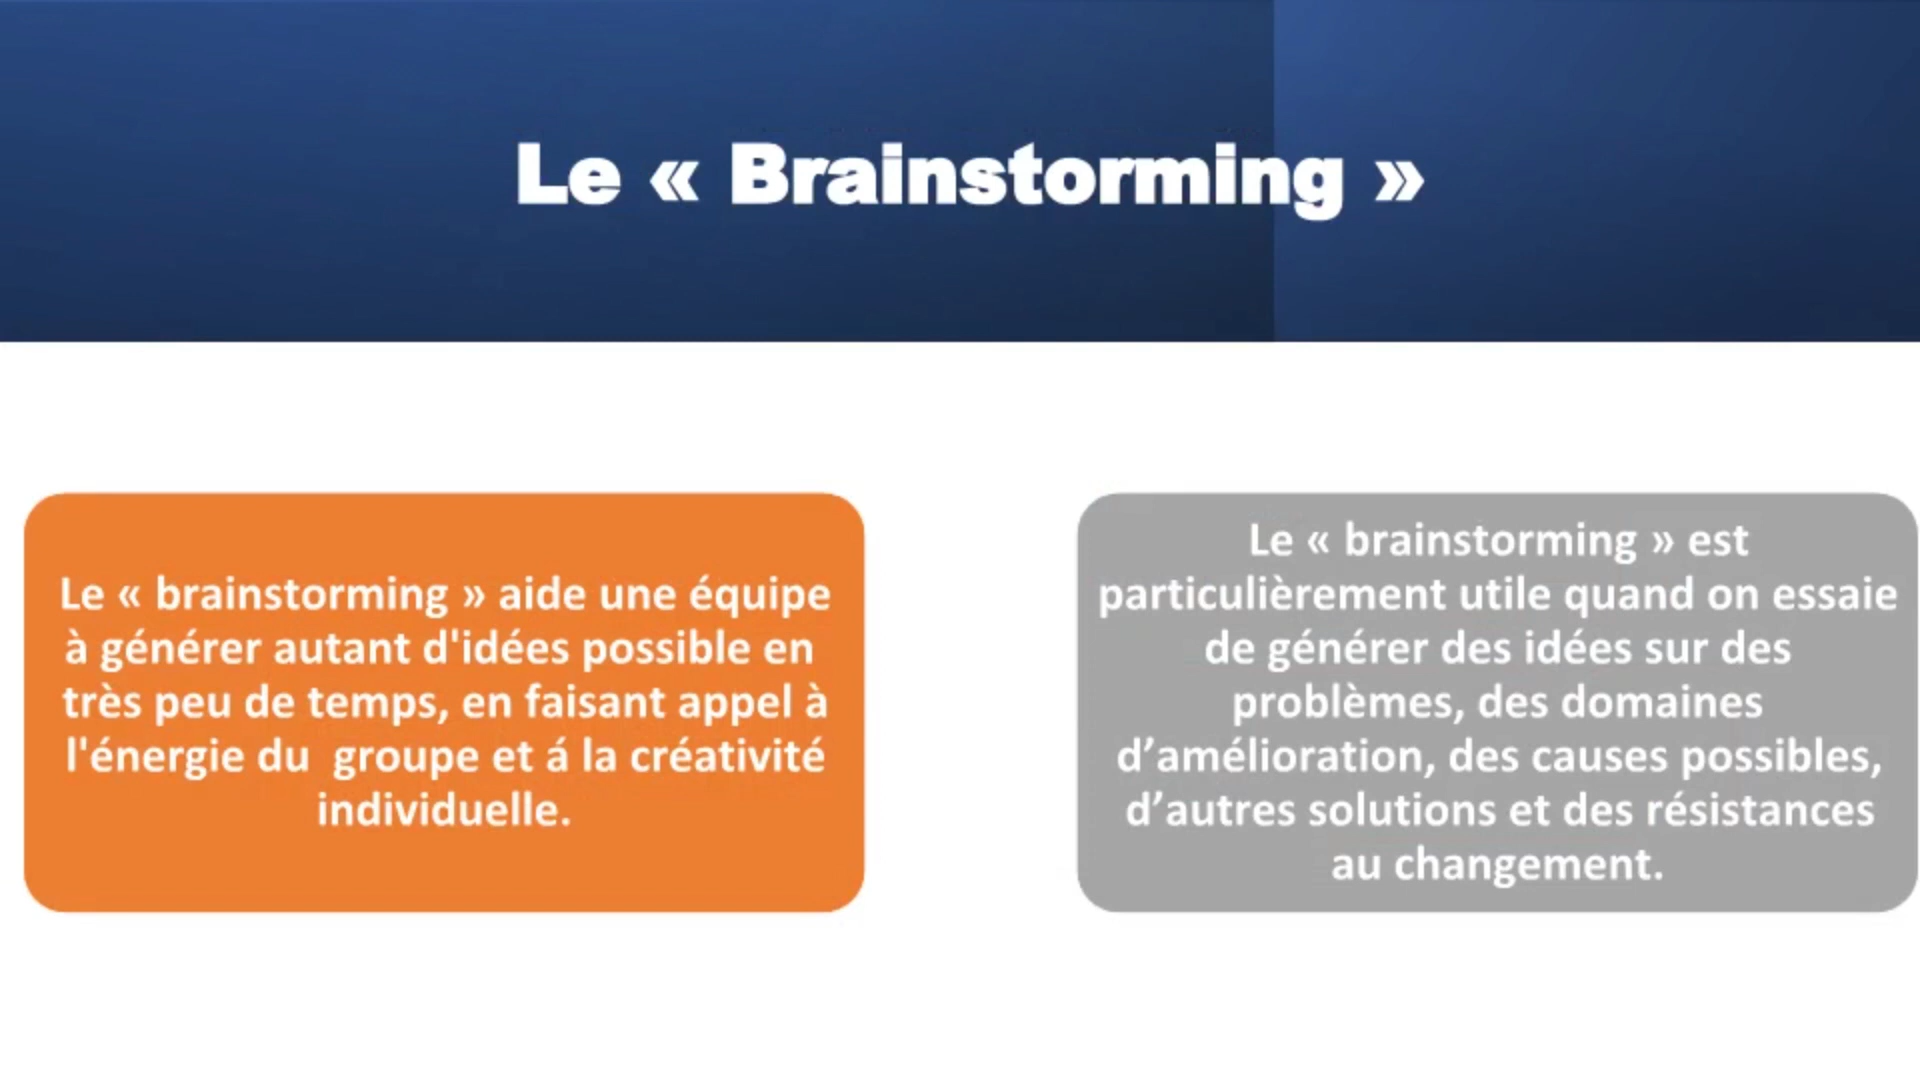 Le « Brainstorming »
Le « brainstorming » aide une équipe
à générer autant d'idées possible en
très peu de temps, en faisant appel à
l'énergie du  groupe et á la créativité
individuelle.
Le « brainstorming » est
particulièrement utile quand on essaie
de générer des idées sur des
problèmes, des domaines
d’amélioration, des causes possibles,
d’autres solutions et des résistances
au changement.